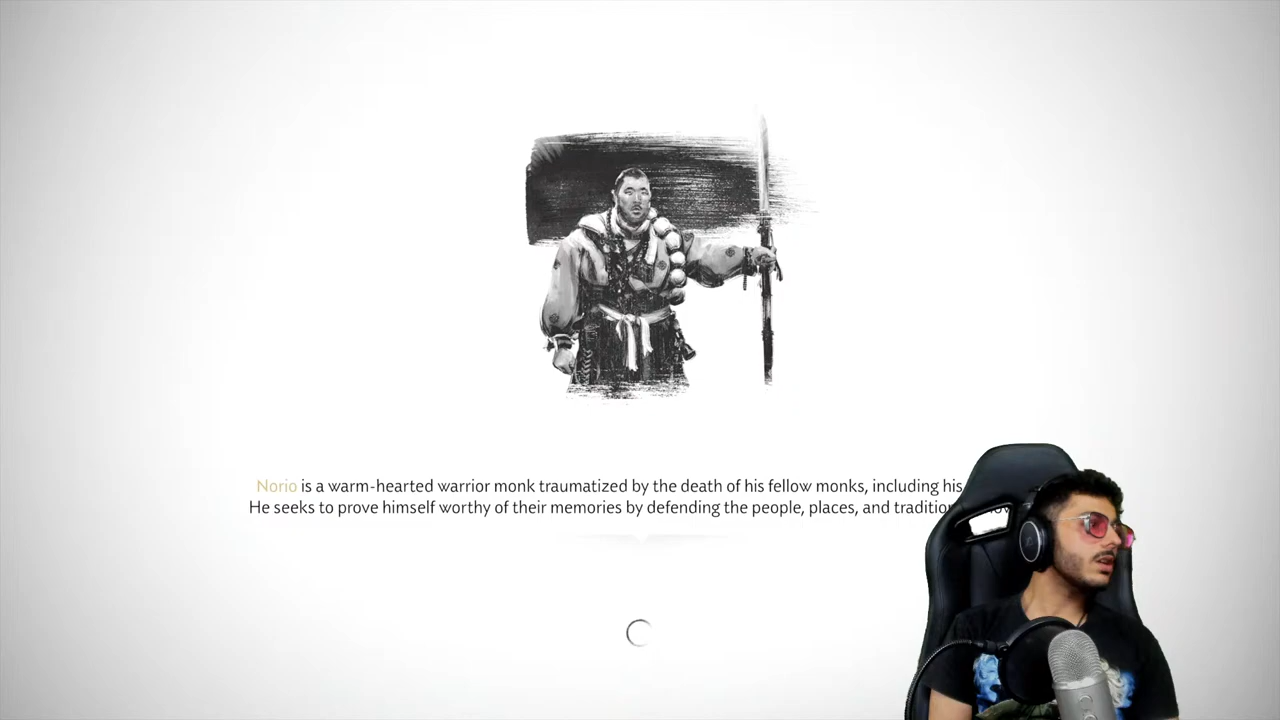 Norio is a warm-hearted warrior monk traumatized by the death of his fellow monks, including his
He seeks to prove himself worthy of their memories by defending the people, places, and